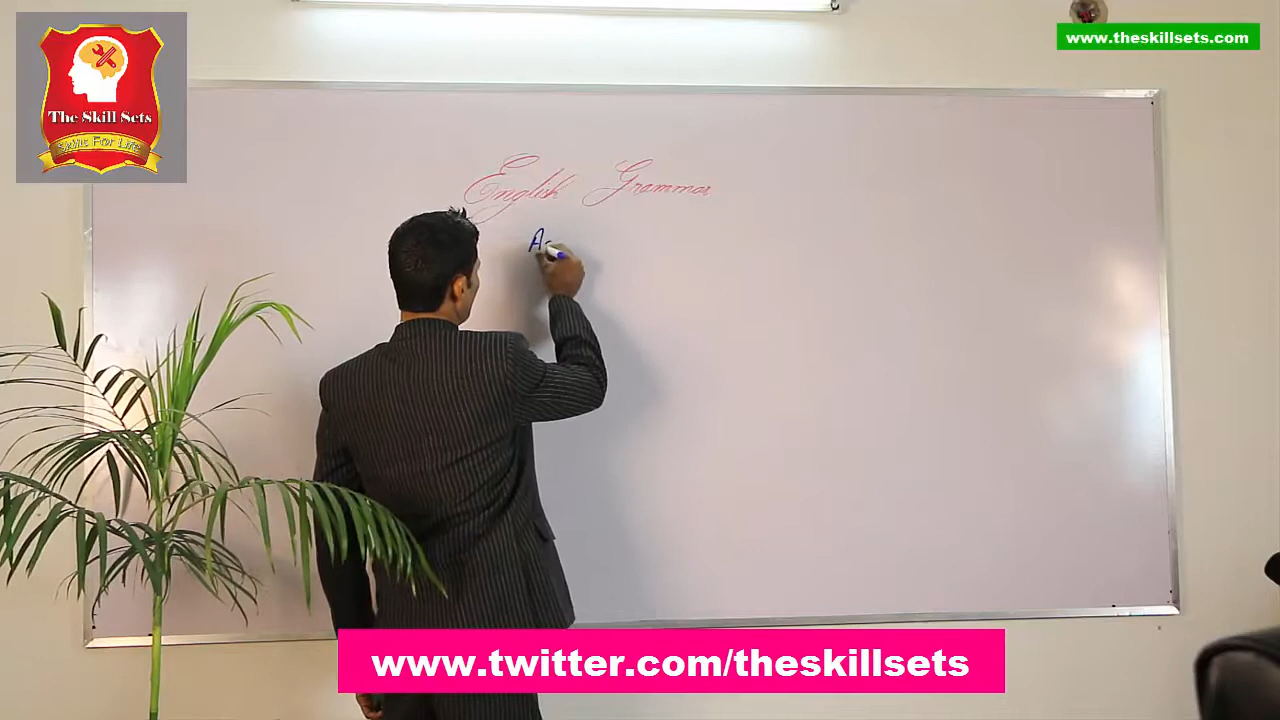 The Skill Sets
Skills For Life
www.theskillsets.com
English Grammar
A
www.twitter.com/theskillsets